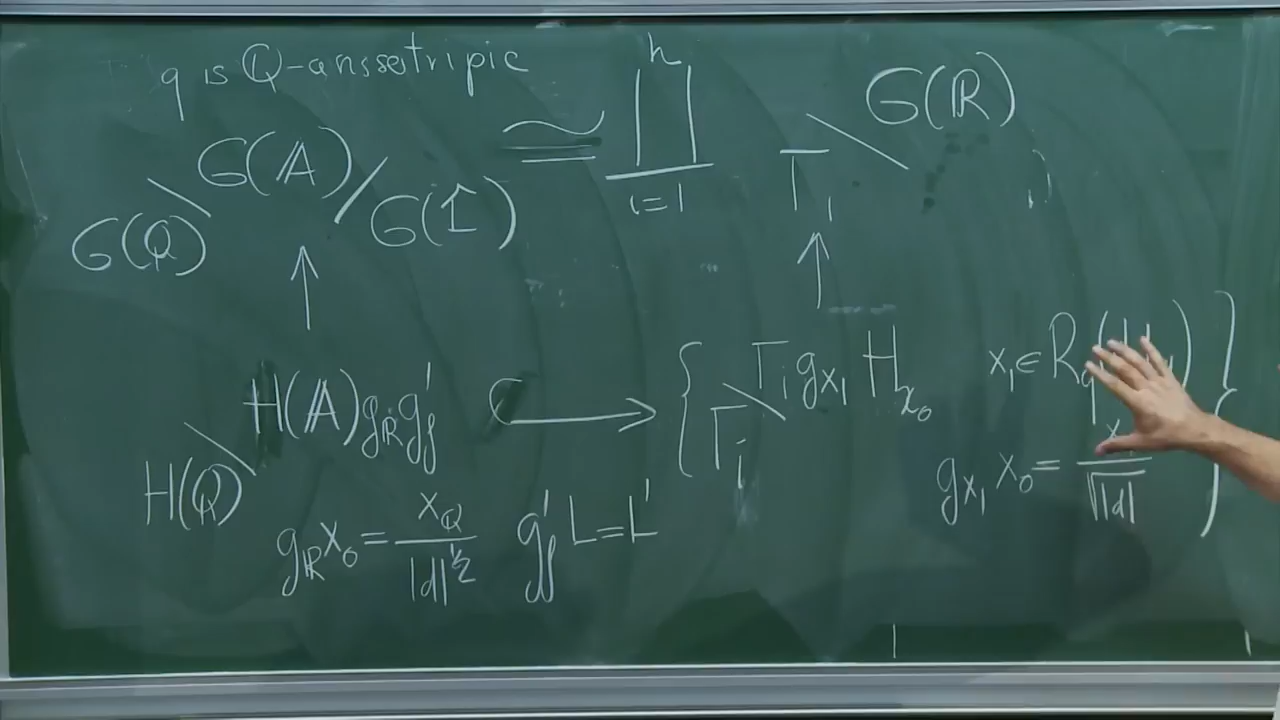 q is Q-anssotripic
G(Q) \ G(A) / G(1̂) ≃ ∐_{i=1}^{h} Γ_i \ G(ℝ)
↑ ↑
H(Q) \ H(A) g_ℝ g'_f ↪ { Γ_i \ Γ_i g_{x_1} H_{x_0} x_1 ∈ R
g_ℝ x_0 = x_Q / |d|^{1/2} g'_f L = L' g_{x_1} x_0 = / √|d| }